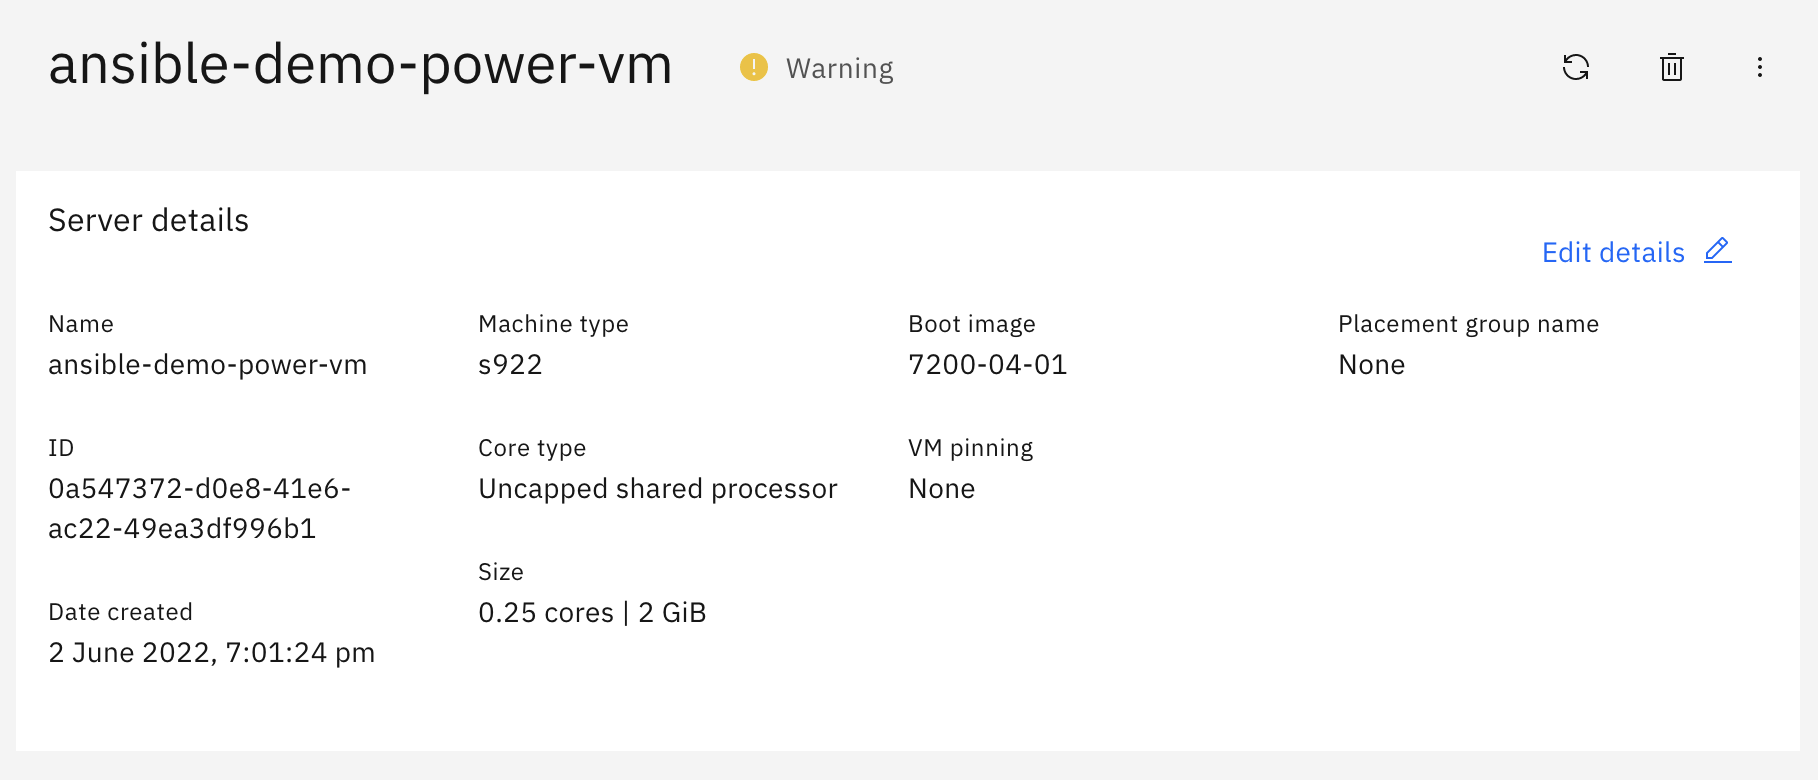 ansible-demo-power-vm
Warning
Server details
Edit details
Name
ansible-demo-power-vm
ID
0a547372-d0e8-41e6-
ac22-49ea3df996b1
Date created
2 June 2022, 7:01:24 pm
Machine type
s922
Core type
Uncapped shared processor
Size
0.25 cores | 2 GiB
Boot image
7200-04-01
VM pinning
None
Placement group name
None